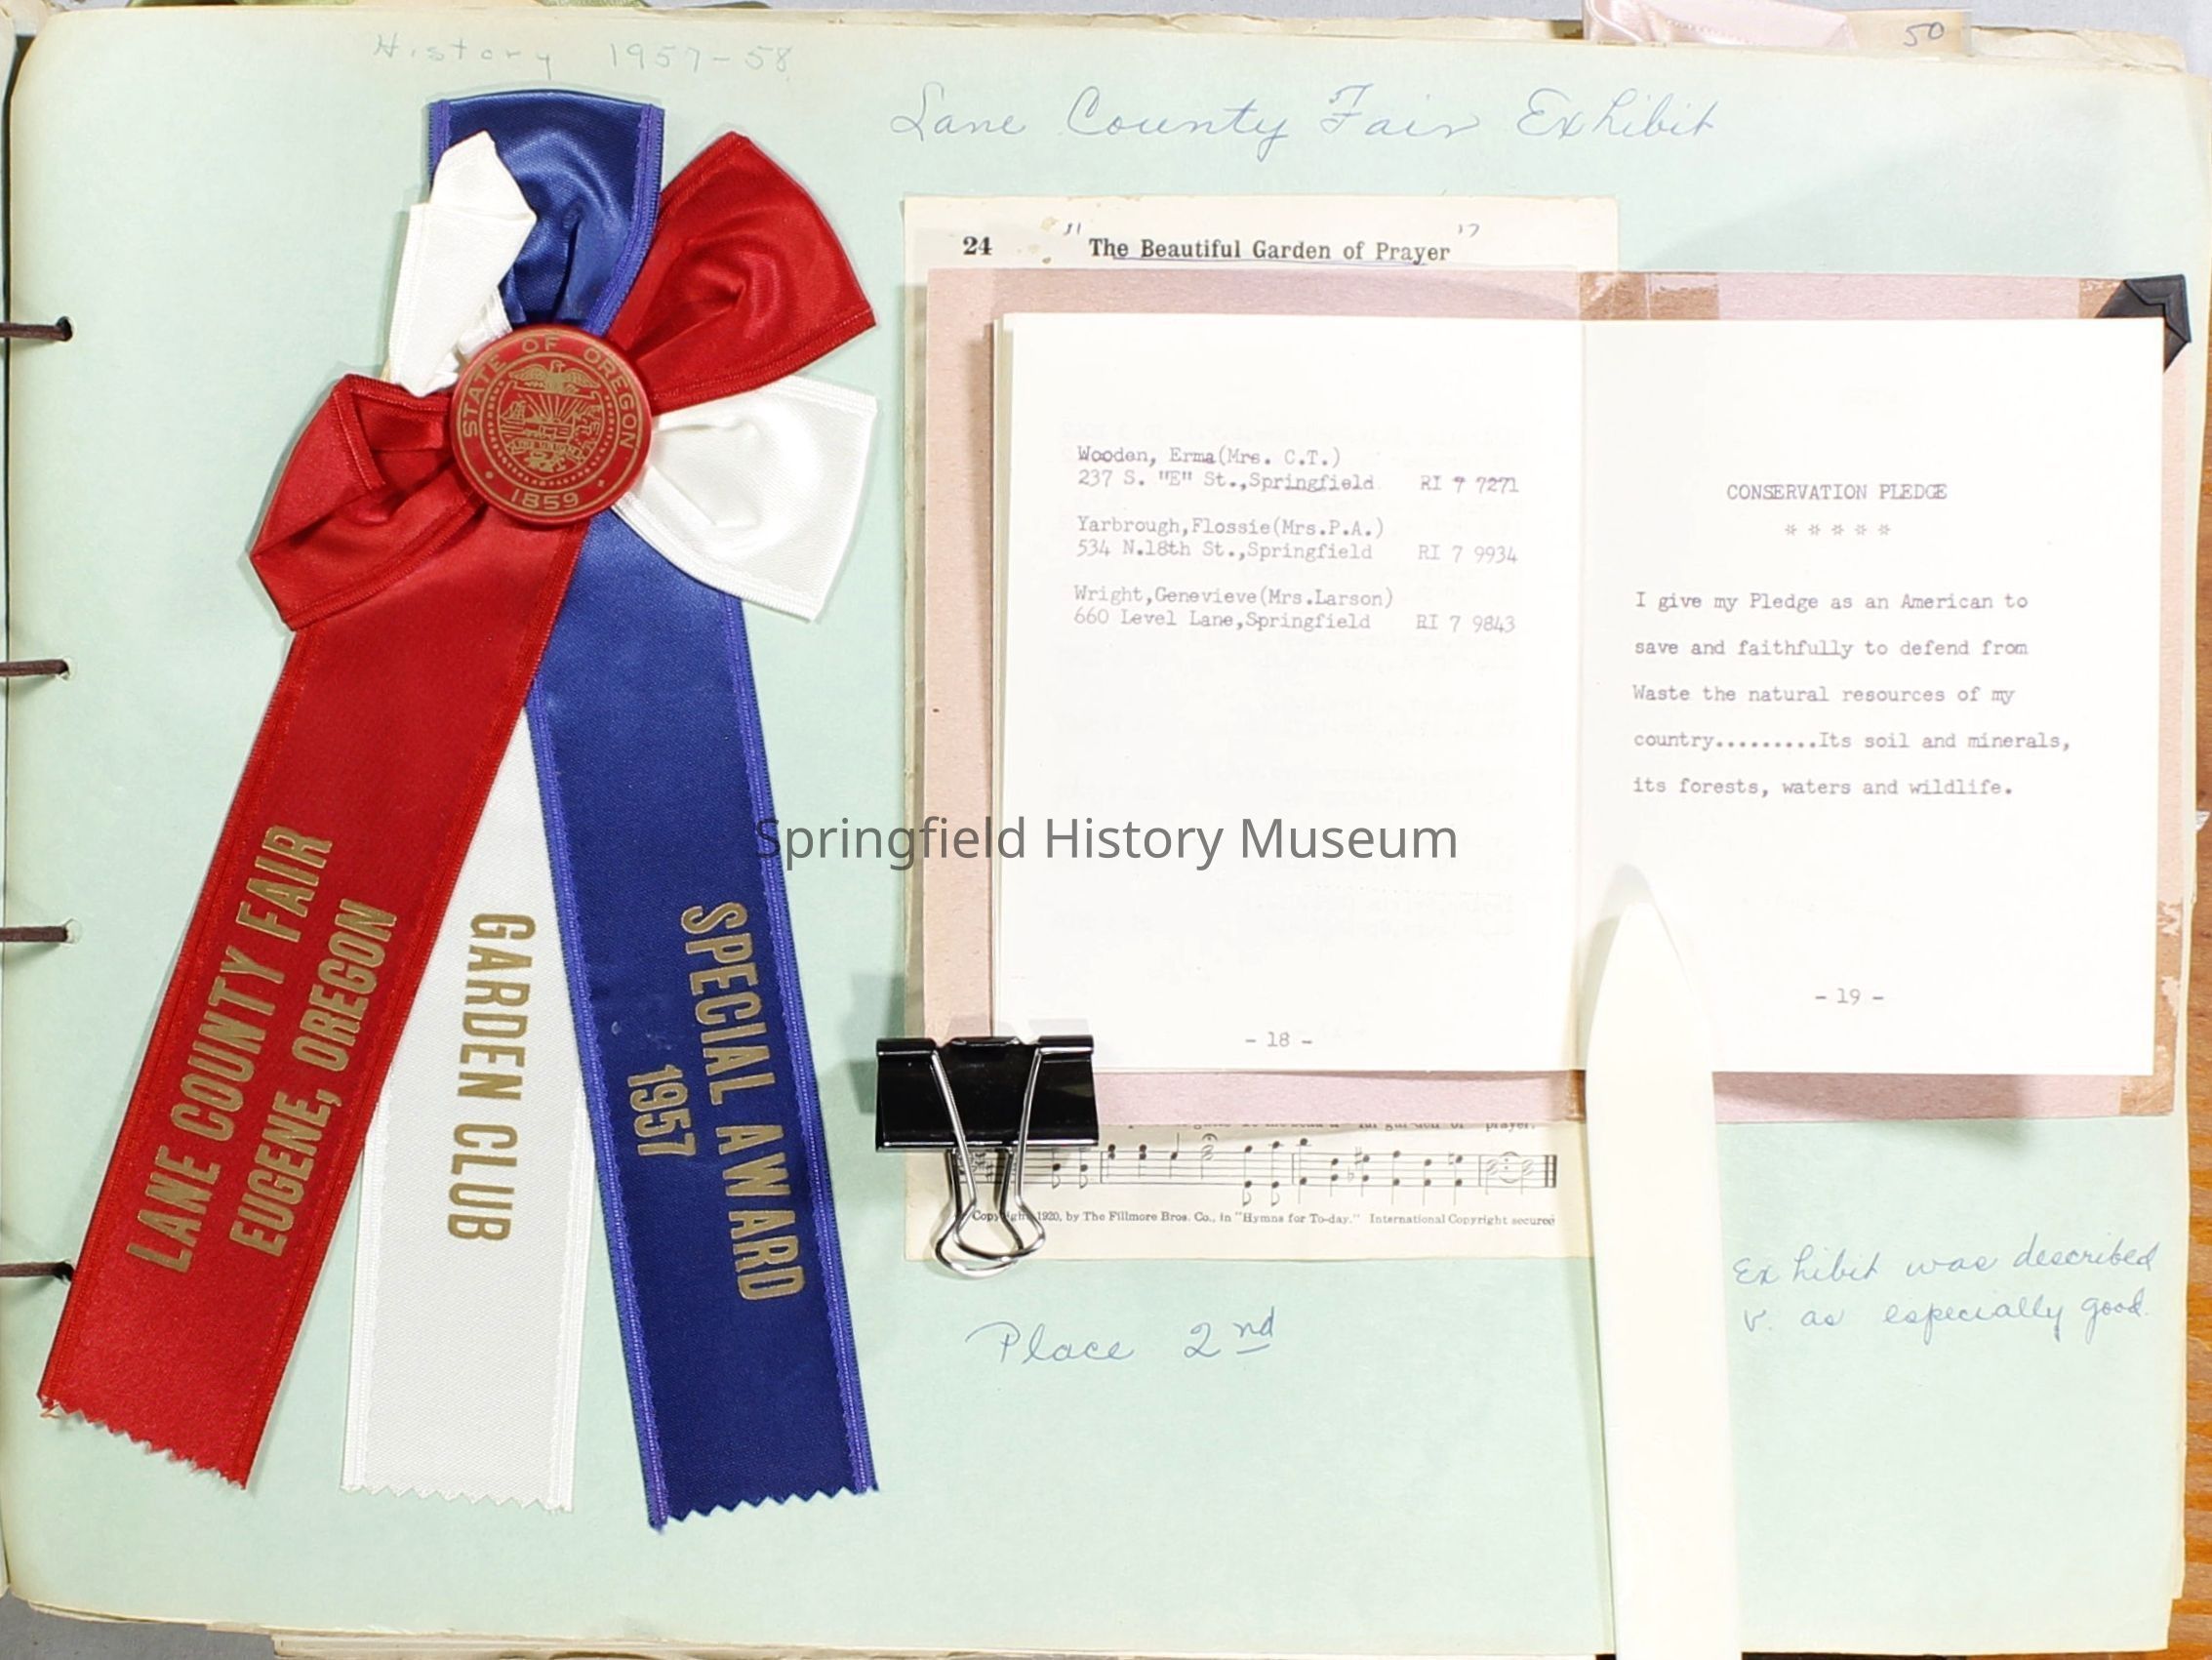 History 1957-58
50
Lane County Fair Exhibit
STATE OF OREGON
1859
LANE COUNTY FAIR
EUGENE, OREGON
GARDEN CLUB
SPECIAL AWARD
1957
24 "The Beautiful Garden of Prayer"
Wooden, Erma(Mrs. C.T.)
237 S. "E" St.,Springfield RI 7 7271
Yarbrough,Flossie(Mrs.P.A.)
534 N.18th St.,Springfield RI 7 9934
Wright,Genevieve(Mrs.Larson)
660 Level Lane,Springfield RI 7 9843
- 18 -
CONSERVATION PLEDGE
* * * * *
I give my Pledge as an American to
save and faithfully to defend from
Waste the natural resources of my
country.........Its soil and minerals,
its forests, waters and wildlife.
- 19 -
Springfield History Museum
gar-den of prayer.
Copyright, 1920, by The Fillmore Bros. Co., in "Hymns for To-day." International Copyright secured
Place 2nd
Exhibit was described
v. as especially good.